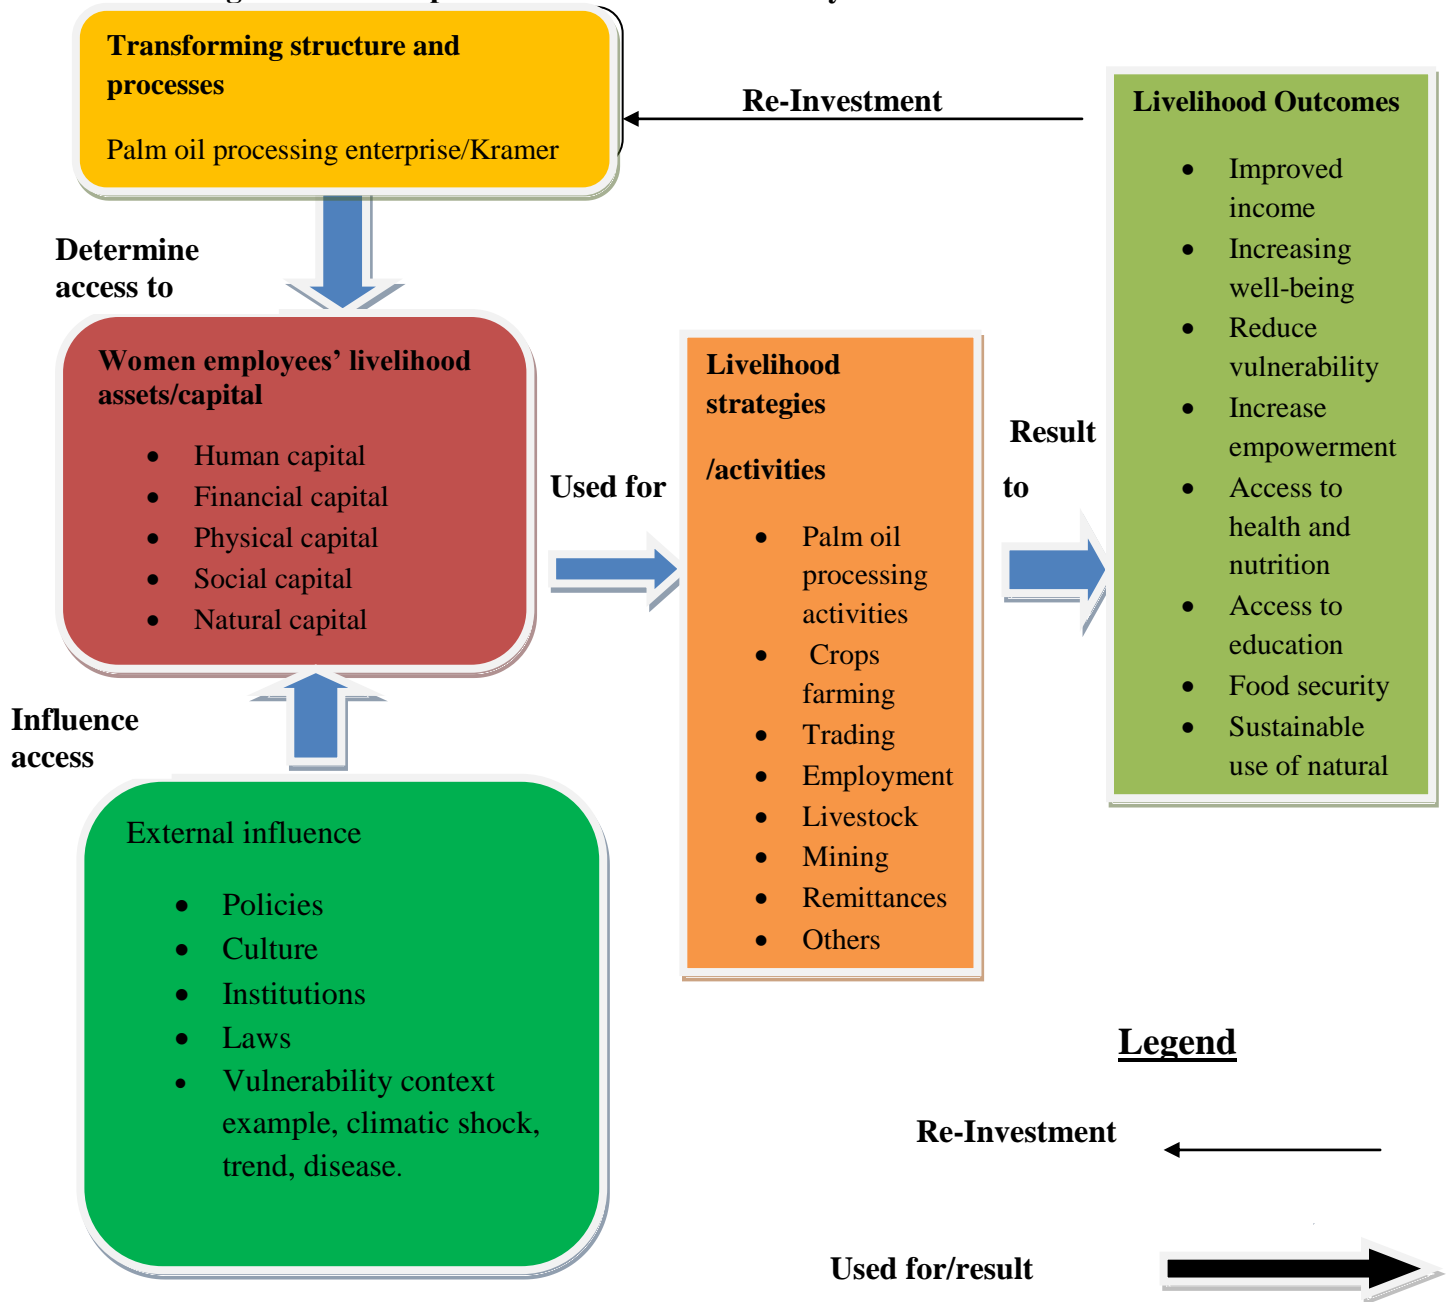 Transforming structure and
processes
Palm oil processing enterprise/Kramer
Re-Investment
Determine
access to
Women employees’ livelihood
assets/capital
• Human capital
• Financial capital
• Physical capital
• Social capital
• Natural capital
Influence
access
External influence
• Policies
• Culture
• Institutions
• Laws
• Vulnerability context
example, climatic shock,
trend, disease.
Used for
Livelihood
strategies
/activities
• Palm oil
processing
activities
• Crops
farming
• Trading
• Employment
• Livestock
• Mining
• Remittances
• Others
Result
to
Livelihood Outcomes
• Improved
income
• Increasing
well-being
• Reduce
vulnerability
• Increase
empowerment
• Access to
health and
nutrition
• Access to
education
• Food security
• Sustainable
use of natural
Legend
Re-Investment
Used for/result